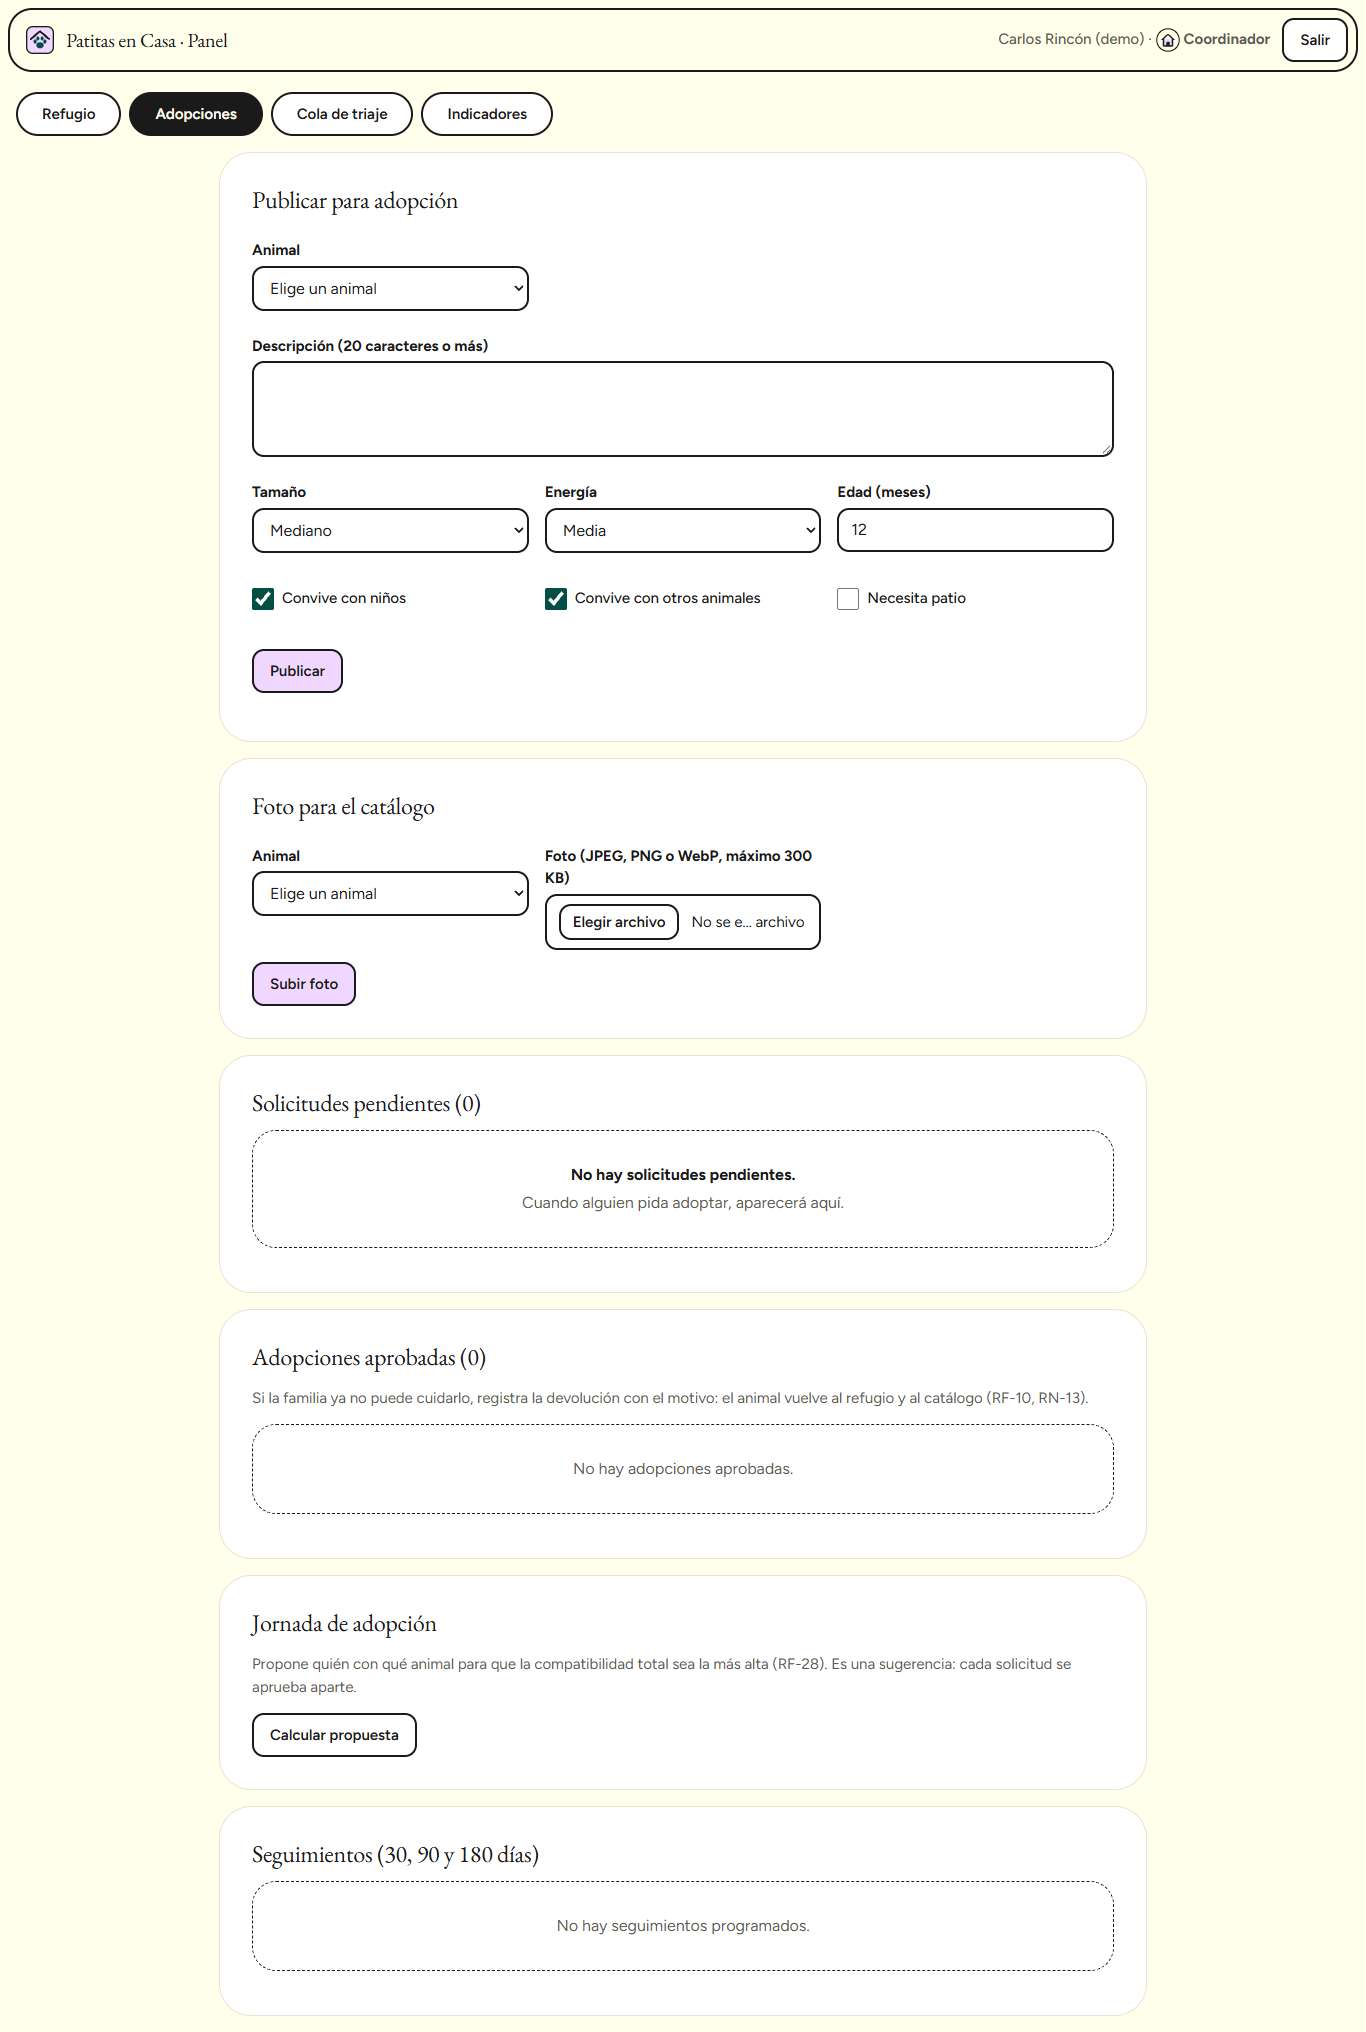 Patitas en Casa · Panel
Carlos Rincón (demo) · Coordinador
Salir
Refugio
Adopciones
Cola de triaje
Indicadores
Publicar para adopción
Animal
Elige un animal
Descripción (20 caracteres o más)
Tamaño
Energía
Edad (meses)
Mediano
Media
12
Convive con niños
Convive con otros animales
Necesita patio
Publicar
Foto para el catálogo
Animal
Elige un animal
Foto (JPEG, PNG o WebP, máximo 300
KB)
Elegir archivo
No se e... archivo
Subir foto
Solicitudes pendientes (0)
No hay solicitudes pendientes.
Cuando alguien pida adoptar, aparecerá aquí.
Adopciones aprobadas (0)
Si la familia ya no puede cuidarlo, registra la devolución con el motivo: el animal vuelve al refugio y al catálogo (RF-10, RN-13).
No hay adopciones aprobadas.
Jornada de adopción
Propone quién con qué animal para que la compatibilidad total sea la más alta (RF-28). Es una sugerencia: cada solicitud se
aprueba aparte.
Calcular propuesta
Seguimientos (30, 90 y 180 días)
No hay seguimientos programados.